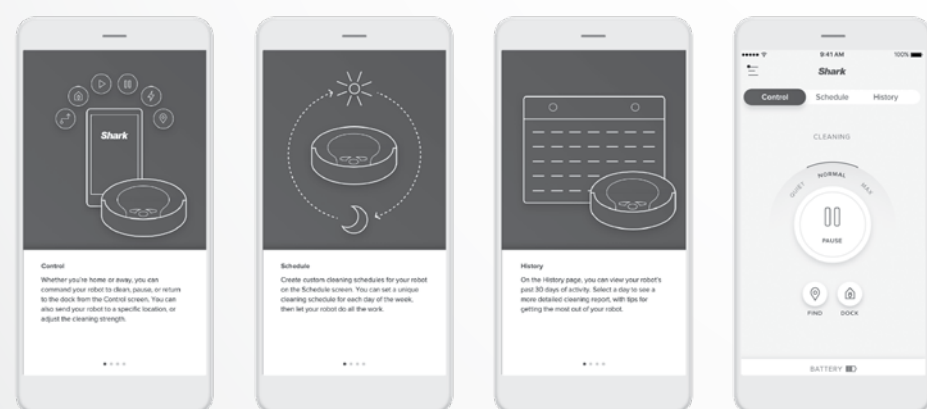 Shark
Control
Whether you're home or away, you can
command your robot to clean, pause, or return
to the dock from the Control screen. You can
also send your robot to a specific location, or
adjust the cleaning strength.
Schedule
Create custom cleaning schedules for your robot
on the Schedule screen. You can set a unique
cleaning schedule for each day of the week,
then let your robot do all the work.
History
On the History page, you can view your robot's
past 30 days of activity. Select a day to see a
more detailed cleaning report, with tips for
getting the most out of your robot.
9:41 AM 100%
Shark
Control Schedule History
CLEANING
QUIET NORMAL MAX
PAUSE
FIND DOCK
BATTERY